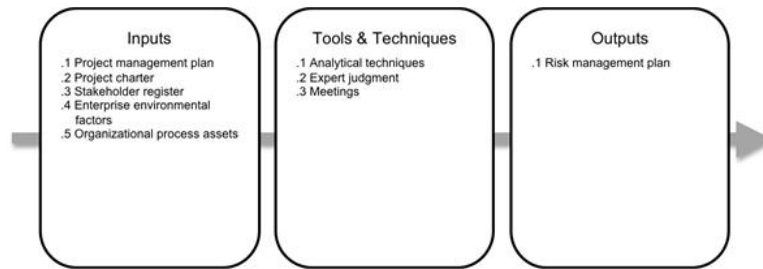 Inputs
.1 Project management plan
.2 Project charter
.3 Stakeholder register
.4 Enterprise environmental
factors
.5 Organizational process assets
Tools & Techniques
.1 Analytical techniques
.2 Expert judgment
.3 Meetings
Outputs
.1 Risk management plan